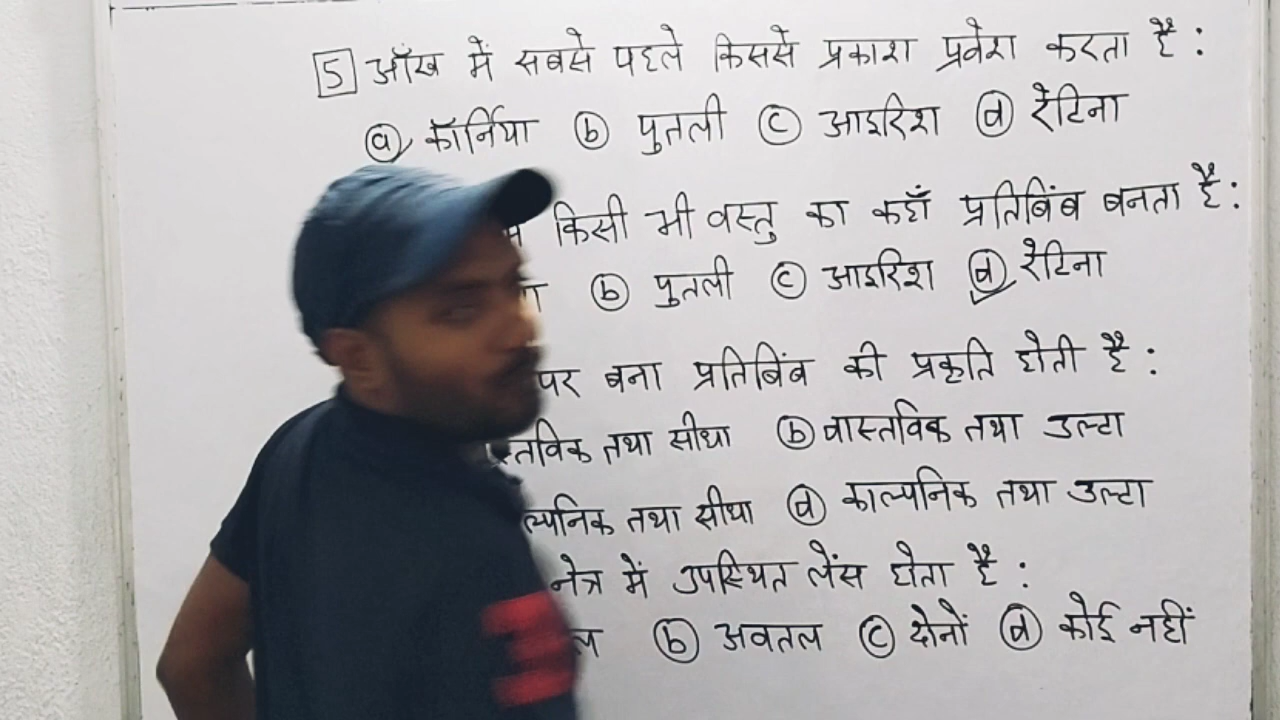 5 आँख में सबसे पहले किससे प्रकाश प्रवेश करता है :
a कॉर्निया b पुतली c आइरिश d रेटिना
किसी भी वस्तु का कहाँ प्रतिबिंब बनता है :
b पुतली c आइरिश d रेटिना
पर बना प्रतिबिंब की प्रकृति होती है :
तथा सीधा b वास्तविक तथा उल्टा
तथा सीधा d काल्पनिक तथा उल्टा
नेत्र में उपस्थित लेंस होता है :
b अवतल c दोनों d कोई नहीं